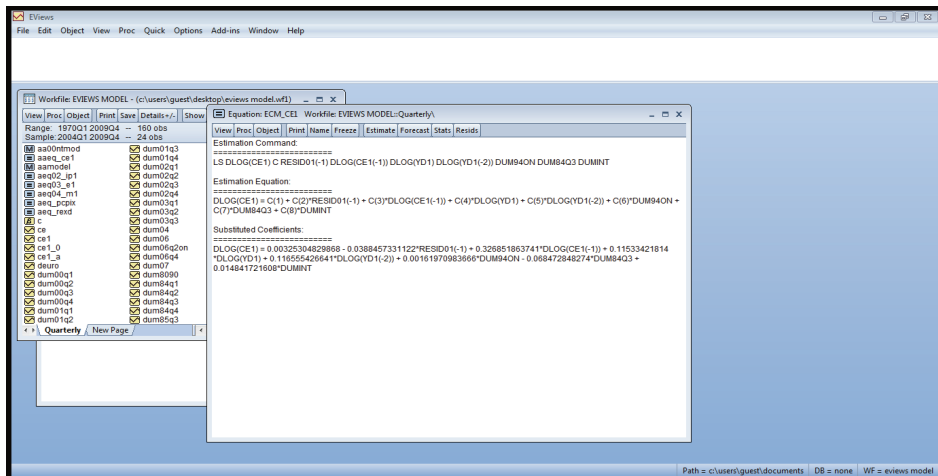 EViews
File Edit Object View Proc Quick Options Add-ins Window Help
Workfile: EVIEWS MODEL - (c:\users\guest\desktop\eviews model.wf1)
View Proc Object Print Save Details+/- Show
Range: 1970Q1 2009Q4 -- 160 obs
Sample: 2004Q1 2009Q4 -- 24 obs
aa00ntmod dum01q3
aaeq_ce1 dum01q4
aamodel dum02q1
aeq02_ip1 dum02q2
aeq03_e1 dum02q3
aeq04_m1 dum02q4
aeq_pcpix dum03q1
aeq_rexd dum03q2
c dum03q3
ce dum04
ce1 dum06
ce1_0 dum06q2on
ce1_a dum06q4
deuro dum07
dum00q1 dum8090
dum00q2 dum84q1
dum00q3 dum84q2
dum00q4 dum84q3
dum01q1 dum84q4
dum01q2 dum85q3
Quarterly New Page
Equation: ECM_CE1 Workfile: EVIEWS MODEL::Quarterly\
View Proc Object Print Name Freeze Estimate Forecast Stats Resids
Estimation Command:
=========================
LS DLOG(CE1) C RESID01(-1) DLOG(CE1(-1)) DLOG(YD1) DLOG(YD1(-2)) DUM94ON DUM84Q3 DUMINT
Estimation Equation:
=========================
DLOG(CE1) = C(1) + C(2)*RESID01(-1) + C(3)*DLOG(CE1(-1)) + C(4)*DLOG(YD1) + C(5)*DLOG(YD1(-2)) + C(6)*DUM94ON +
C(7)*DUM84Q3 + C(8)*DUMINT
Substituted Coefficients:
=========================
DLOG(CE1) = 0.00325304829868 - 0.0388457331122*RESID01(-1) + 0.326851863741*DLOG(CE1(-1)) + 0.11533421814
*DLOG(YD1) + 0.116555426641*DLOG(YD1(-2)) + 0.00161970983666*DUM94ON - 0.068472848274*DUM84Q3 +
0.014841721608*DUMINT
Path = c:\users\guest\documents DB = none WF = eviews model